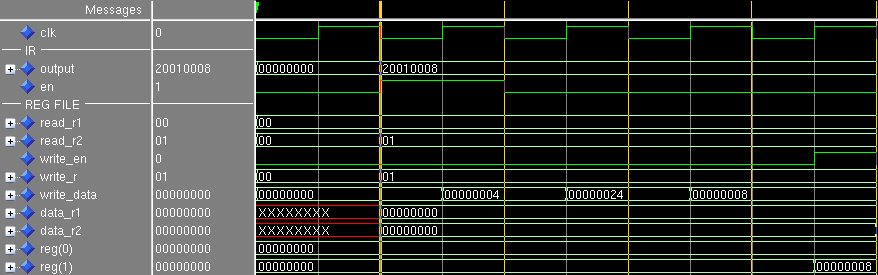 Messages
clk 0
IR
output 20010008 00000000 20010008
en 1
REG FILE
read_r1 00 00
read_r2 01 00 01
write_en 0
write_r 01 00 01
write_data 00000000 00000000 00000004 00000024 00000008
data_r1 00000000 XXXXXXXX 00000000
data_r2 00000000 XXXXXXXX 00000000
reg(0) 00000000 00000000
reg(1) 00000000 00000000 00000008